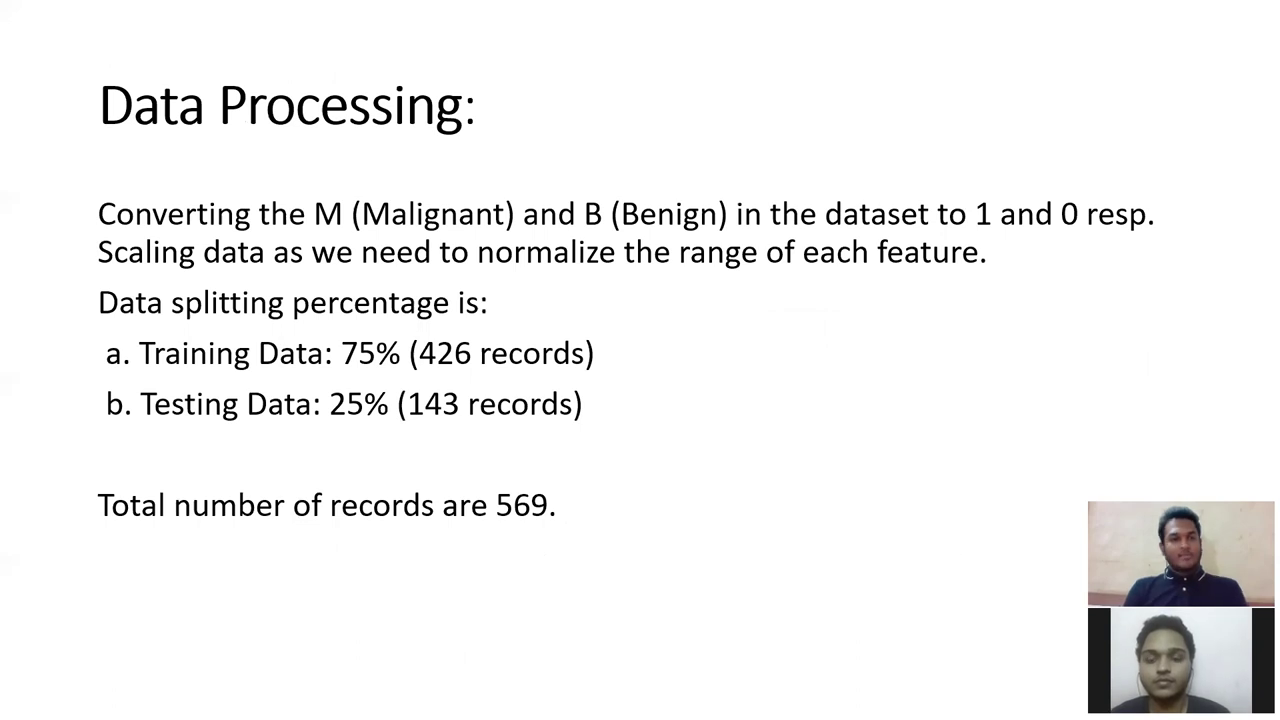 Data Processing:
Converting the M (Malignant) and B (Benign) in the dataset to 1 and 0 resp.
Scaling data as we need to normalize the range of each feature.
Data splitting percentage is:
a. Training Data: 75% (426 records)
b. Testing Data: 25% (143 records)
Total number of records are 569.